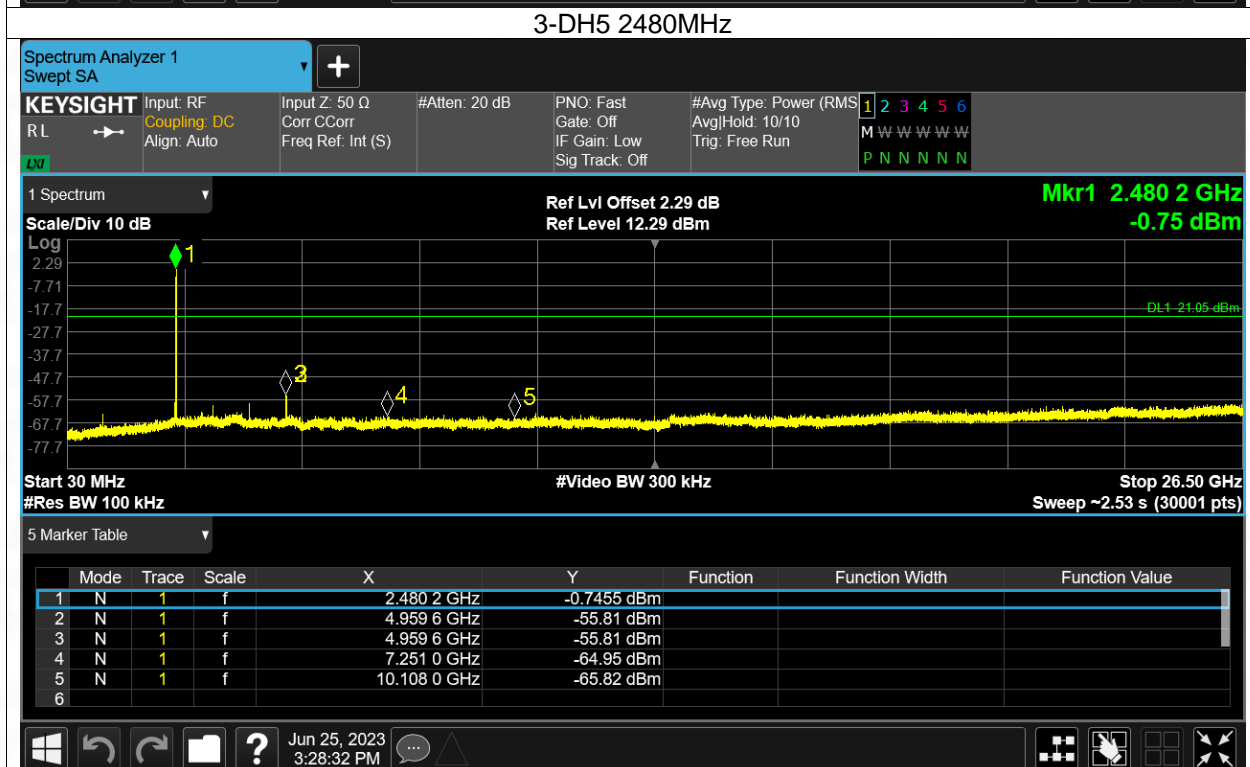 3-DH5 2480MHz
Spectrum Analyzer 1
Swept SA
+
KEYSIGHT Input: RF Input Z: 50 Ω #Atten: 20 dB PNO: Fast #Avg Type: Power (RMS 1 2 3 4 5 6
R L Coupling: DC Corr CCorr Gate: Off Avg|Hold: 10/10 M W W W W W
Align: Auto Freq Ref: Int (S) IF Gain: Low Trig: Free Run
LXI Sig Track: Off P N N N N N
1 Spectrum Ref Lvl Offset 2.29 dB Mkr1 2.480 2 GHz
Scale/Div 10 dB Ref Level 12.29 dBm -0.75 dBm
Log
1
2.29
-7.71
-17.7 DL1 -21.05 dBm
-27.7
-37.7
-47.7 3
-57.7 4 5
-67.7
-77.7
Start 30 MHz #Video BW 300 kHz Stop 26.50 GHz
#Res BW 100 kHz Sweep ~2.53 s (30001 pts)
5 Marker Table
Mode Trace Scale X Y Function Function Width Function Value
1 N 1 f 2.480 2 GHz -0.7455 dBm
2 N 1 f 4.959 6 GHz -55.81 dBm
3 N 1 f 4.959 6 GHz -55.81 dBm
4 N 1 f 7.251 0 GHz -64.95 dBm
5 N 1 f 10.108 0 GHz -65.82 dBm
6
? Jun 25, 2023
3:28:32 PM